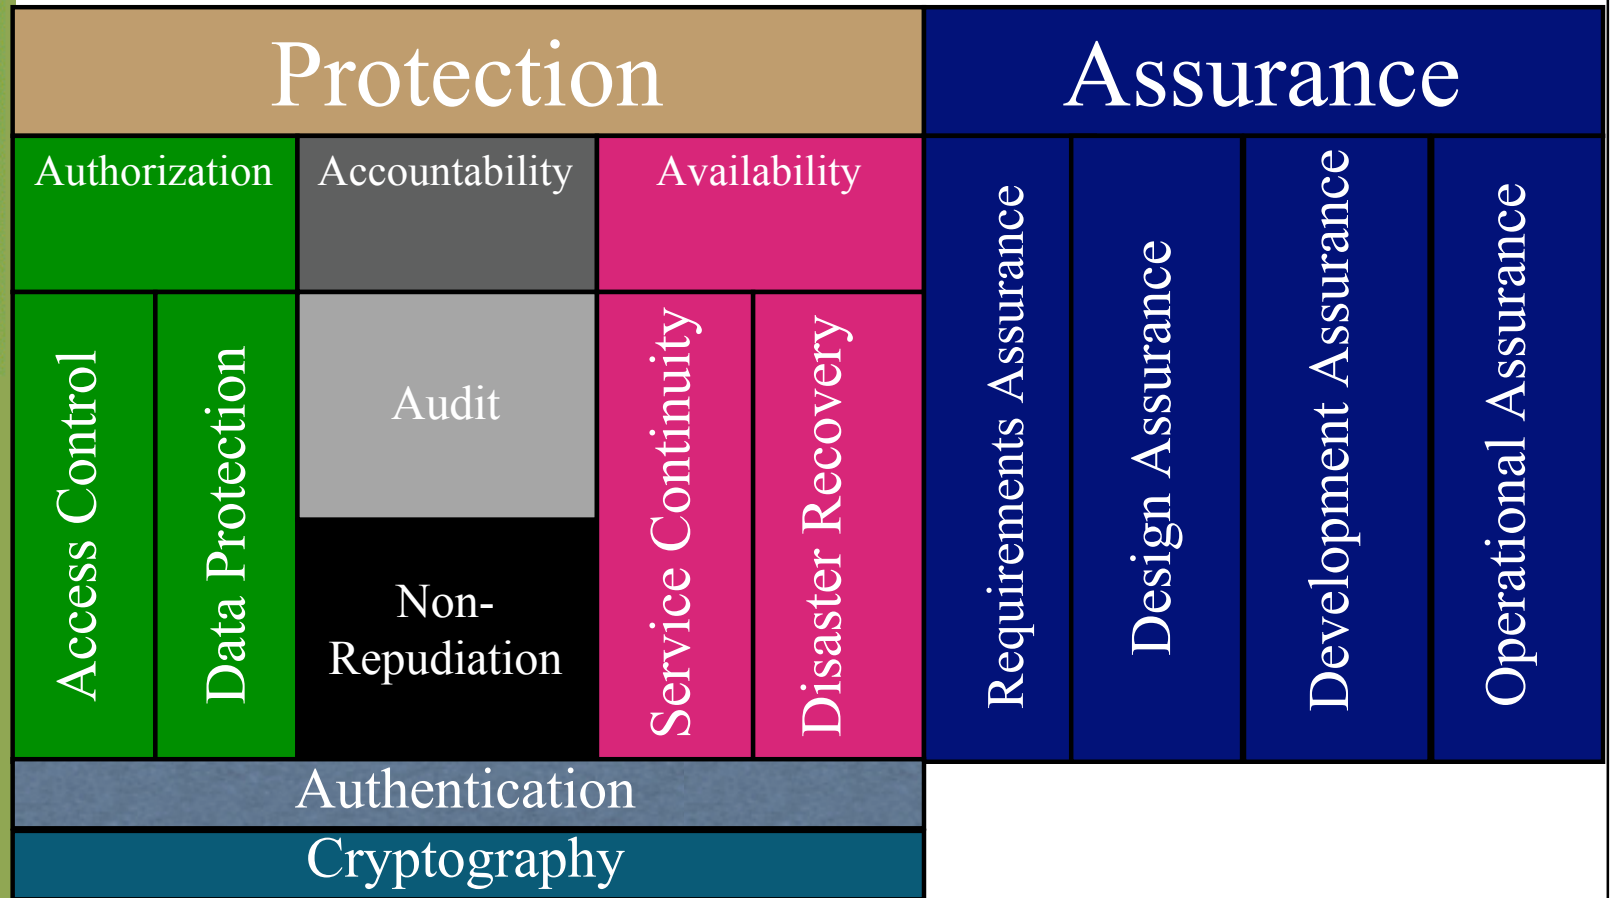 Protection
Assurance
Authorization
Accountability
Availability
Access Control
Data Protection
Audit
Non-
Repudiation
Service Continuity
Disaster Recovery
Requirements Assurance
Design Assurance
Development Assurance
Operational Assurance
Authentication
Cryptography